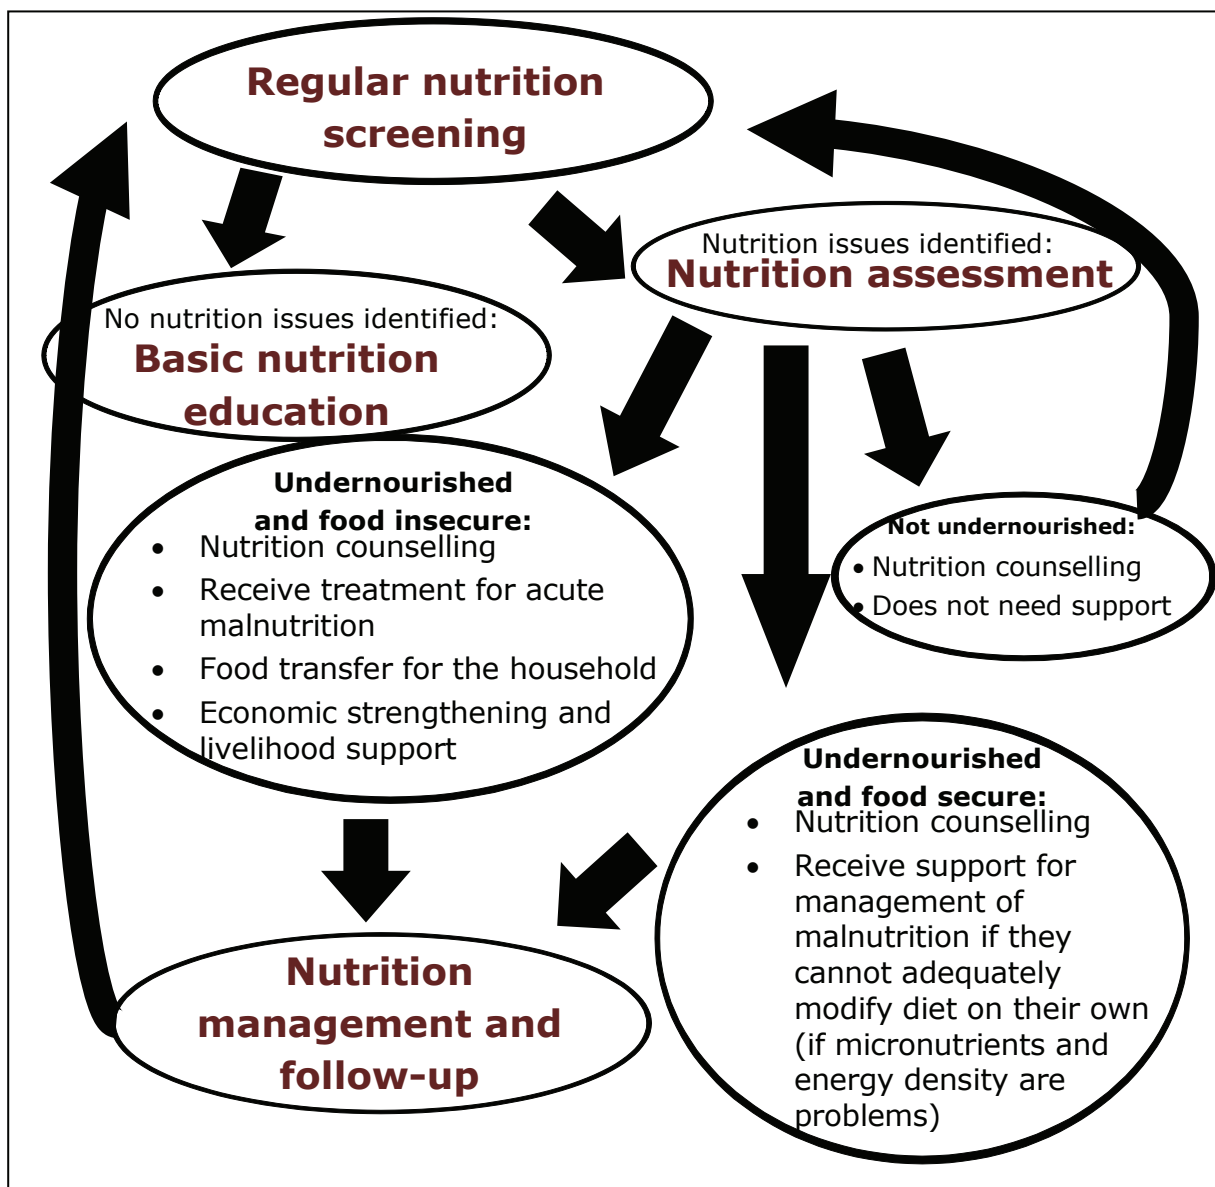 Regular nutrition
screening
Nutrition issues identified:
Nutrition assessment
No nutrition issues identified:
Basic nutrition
education
Undernourished
and food insecure:
• Nutrition counselling
• Receive treatment for acute
malnutrition
• Food transfer for the household
• Economic strengthening and
livelihood support
Not undernourished:
• Nutrition counselling
• Does not need support
Undernourished
and food secure:
• Nutrition counselling
• Receive support for
management of
malnutrition if they
cannot adequately
modify diet on their own
(if micronutrients and
energy density are
problems)
Nutrition
management and
follow-up